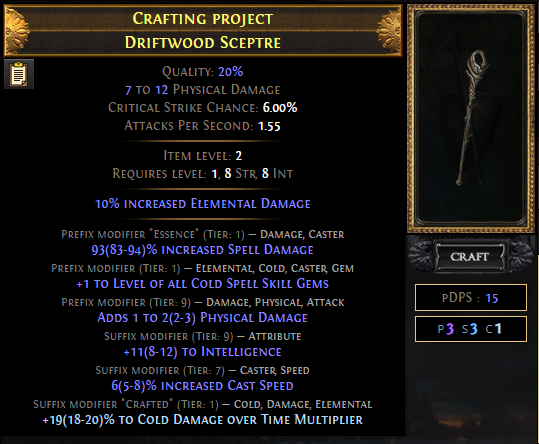 Crafting project
Driftwood Sceptre
Quality: 20%
7 to 12 Physical Damage
Critical Strike Chance: 6.00%
Attacks Per Second: 1.55
Item level: 2
Requires level: 1, 8 Str, 8 Int
10% increased Elemental Damage
Prefix modifier "Essence" (Tier: 1) — Damage, Caster
93(83-94)% increased Spell Damage
Prefix modifier (Tier: 1) — Elemental, Cold, Caster, Gem
+1 to Level of all Cold Spell Skill Gems
Prefix modifier (Tier: 9) — Damage, Physical, Attack
Adds 1 to 2(2-3) Physical Damage
Suffix modifier (Tier: 9) — Attribute
+11(8-12) to Intelligence
Suffix modifier (Tier: 7) — Caster, Speed
6(5-8)% increased Cast Speed
Suffix modifier "Crafted" (Tier: 1) — Cold, Damage, Elemental
+19(18-20)% to Cold Damage over Time Multiplier
CRAFT
pDPS : 15
P3 S3 C1